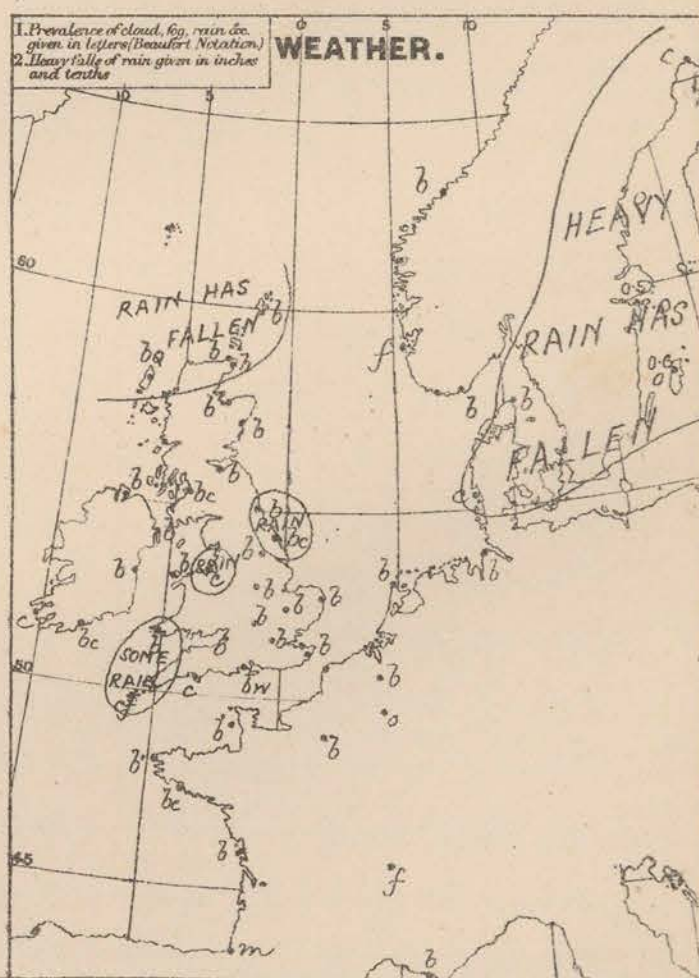 1. Prevalence of cloud, fog, rain &c.
given in letters (Beaufort Notation.)
2. Heavy falls of rain given in inches
and tenths
WEATHER.
10 5 0 5 10
C
b
HEAVY
60
RAIN HAS
b
FALLEN
0.5
RAIN HAS
0.6
f
b
b
b
b
b
b
FALLEN
b
b
bc
C
b
RAIN
bc
b
b
RAIN
C
b
b
b
b
b
b
C
bc
b
b
b
b
SOME
RAIN
50
C
C
bw
b
o
b
b
b
bc
b
45
f
m
b